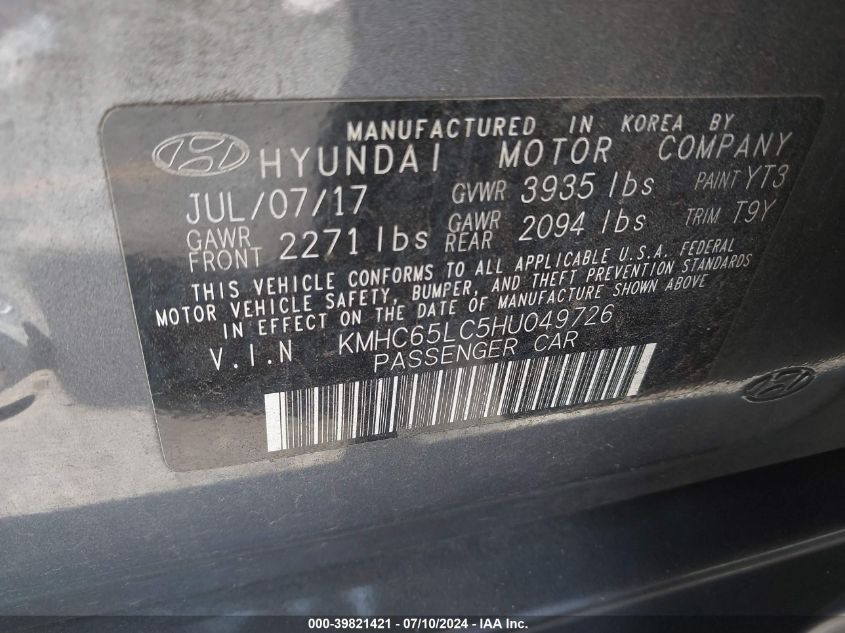 MANUFACTURED IN KOREA BY
HYUNDAI MOTOR COMPANY
JUL/07/17 GVWR 3935 lbs PAINT YT3
GAWR FRONT 2271 lbs GAWR REAR 2094 lbs TRIM T9Y
THIS VEHICLE CONFORMS TO ALL APPLICABLE U.S.A. FEDERAL
MOTOR VEHICLE SAFETY, BUMPER, AND THEFT PREVENTION STANDARDS
IN EFFECT ON THE DATE OF MANUFACTURE SHOWN ABOVE
V.I.N KMHC65LC5HU049726
PASSENGER CAR
000-39821421 - 07/10/2024 - IAAI, Inc.